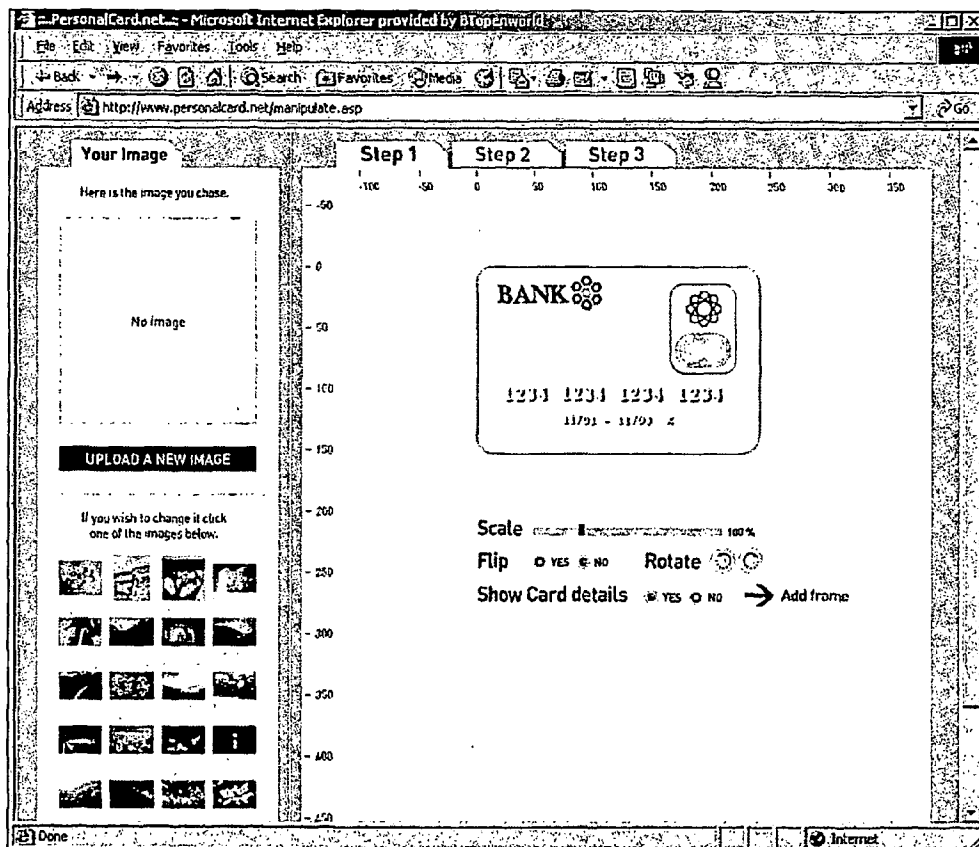 ::..PersonalCard.net..:: - Microsoft Internet Explorer provided by BTopenworld
File Edit View Favorites Tools Help
Back Search Favorites Media
Address http://www.personalcard.net/manipulate.asp Go
Your Image
Here is the image you chose.
No image
UPLOAD A NEW IMAGE
If you wish to change it click
one of the images below.
Step 1 Step 2 Step 3
-100 -50 0 50 100 150 200 250 300 350
-50
0
50
100
150
200
250
300
350
400
450
BANK
1234 1234 1234 1234
Scale 100%
Flip YES NO Rotate
Show Card details YES NO Add frame
Done Internet